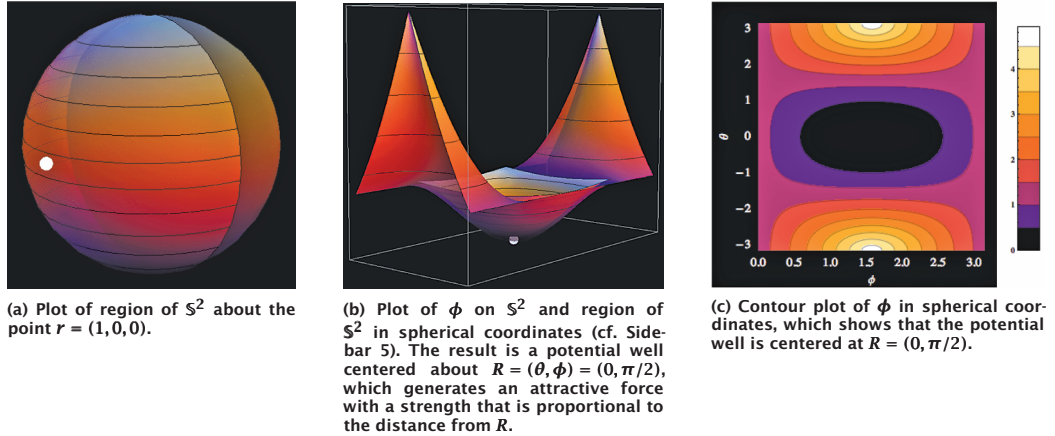 (a) Plot of region of 𝕊² about the
point r = (1,0,0).
(b) Plot of ϕ on 𝕊² and region of
𝕊² in spherical coordinates (cf. Side-
bar 5). The result is a potential well
centered about R = (θ,ϕ) = (0,π/2),
which generates an attractive force
with a strength that is proportional to
the distance from R.
3
2
1
0
−1
−2
−3
θ
0.0 0.5 1.0 1.5 2.0 2.5 3.0
ϕ
4
3
2
1
0
(c) Contour plot of ϕ in spherical coor-
dinates, which shows that the potential
well is centered at R = (0,π/2).